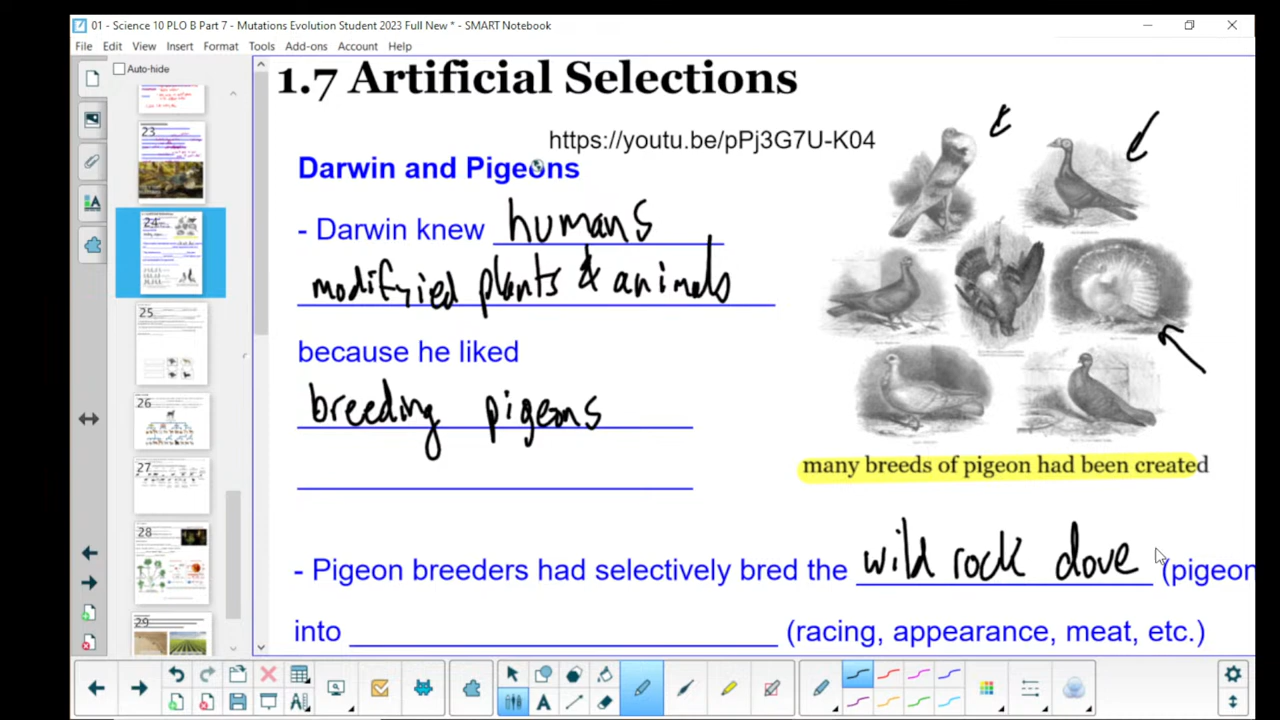 01 - Science 10 PLO B Part 7 - Mutations Evolution Student 2023 Full New * - SMART Notebook
File Edit View Insert Format Tools Add-ons Account Help
Auto-hide
23
24
25
26
27
28
29
1.7 Artificial Selections
https://youtu.be/pPj3G7U-K04
Darwin and Pigeons
- Darwin knew humans
modifyied plants & animals
because he liked
breeding pigeons
many breeds of pigeon had been created
- Pigeon breeders had selectively bred the wild rock dove (pigeon
into (racing, appearance, meat, etc.)